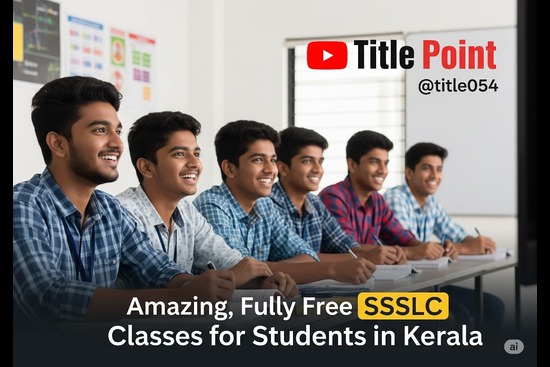 Title Point
@title054
Amazing, Fully Free SSSLC
Classes for Students in Kerala
ai